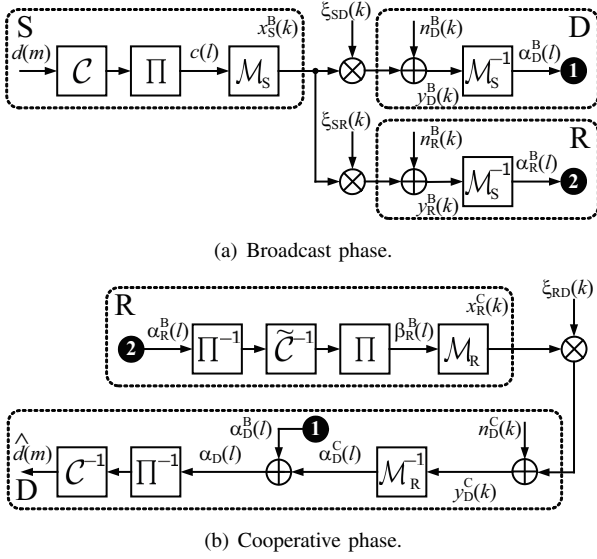 S
d(m)
𝒞
Π
c(l)
ℳ_S
x_S^B(k)
ξ_SD(k)
n_D^B(k)
y_D^B(k)
ℳ_S^{-1}
α_D^B(l)
D
1
ξ_SR(k)
n_R^B(k)
y_R^B(k)
ℳ_S^{-1}
α_R^B(l)
R
2
(a) Broadcast phase.
R
2
α_R^B(l)
Π^{-1}
𝒞̃^{-1}
Π
β_R^B(l)
ℳ_R
x_R^C(k)
ξ_RD(k)
d̂(m)
D
𝒞^{-1}
Π^{-1}
α_D(l)
α_D^B(l)
1
α_D^C(l)
ℳ_R^{-1}
y_D^C(k)
n_D^C(k)
(b) Cooperative phase.